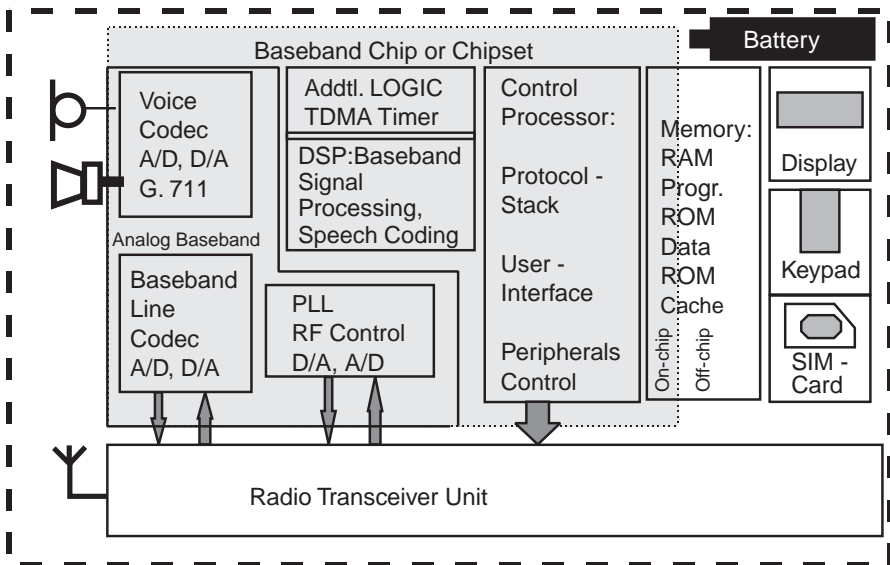 Baseband Chip or Chipset
Battery
Voice
Codec
A/D, D/A
G. 711
Addtl. LOGIC
TDMA Timer
DSP:Baseband
Signal
Processing,
Speech Coding
Control
Processor:
Protocol -
Stack
User -
Interface
Peripherals
Control
Memory:
RAM
Progr.
ROM
Data
ROM
Cache
On-chip
Off-chip
Display
Keypad
SIM -
Card
Analog Baseband
Baseband
Line
Codec
A/D, D/A
PLL
RF Control
D/A, A/D
Radio Transceiver Unit